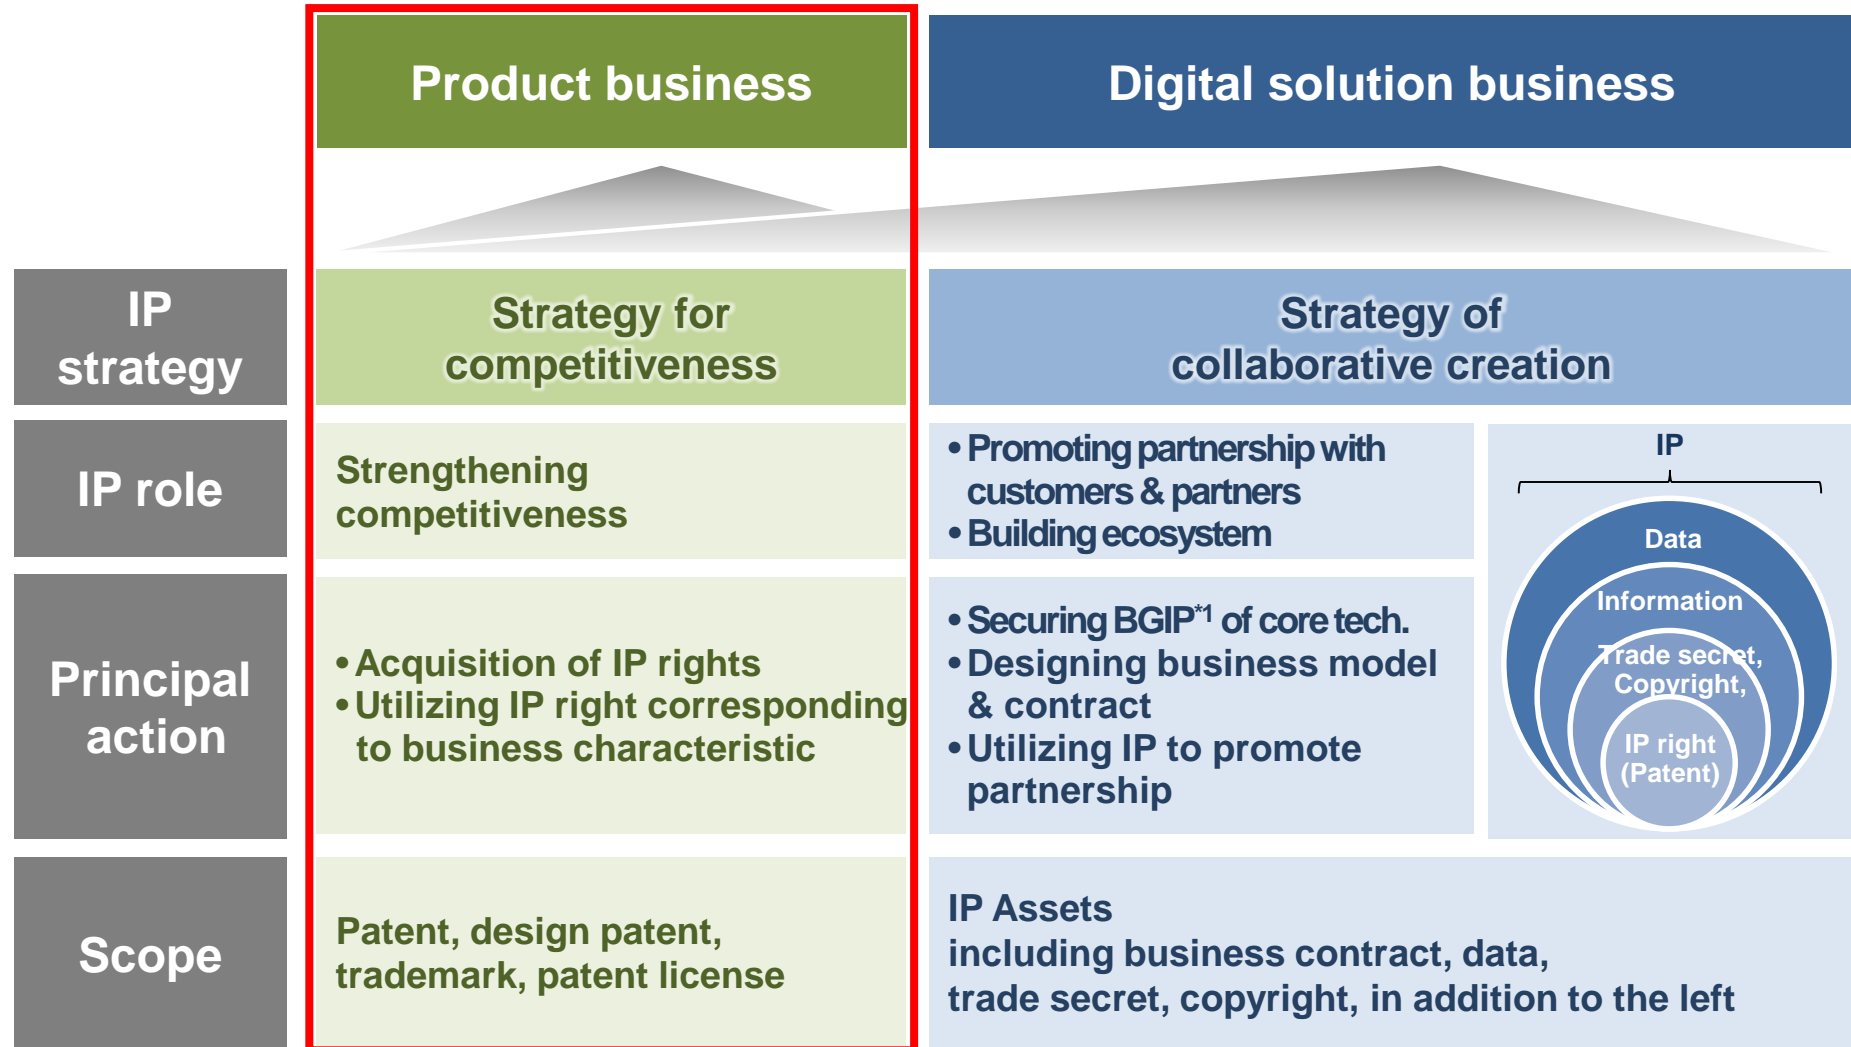 Product business
Digital solution business
IP
strategy
Strategy for
competitiveness
Strategy of
collaborative creation
IP role
Strengthening
competitiveness
• Promoting partnership with
customers & partners
• Building ecosystem
IP
Data
Information
Trade secret,
Copyright,
IP right
(Patent)
Principal
action
• Acquisition of IP rights
• Utilizing IP right corresponding
to business characteristic
• Securing BGIP*1 of core tech.
• Designing business model
& contract
• Utilizing IP to promote
partnership
Scope
Patent, design patent,
trademark, patent license
IP Assets
including business contract, data,
trade secret, copyright, in addition to the left